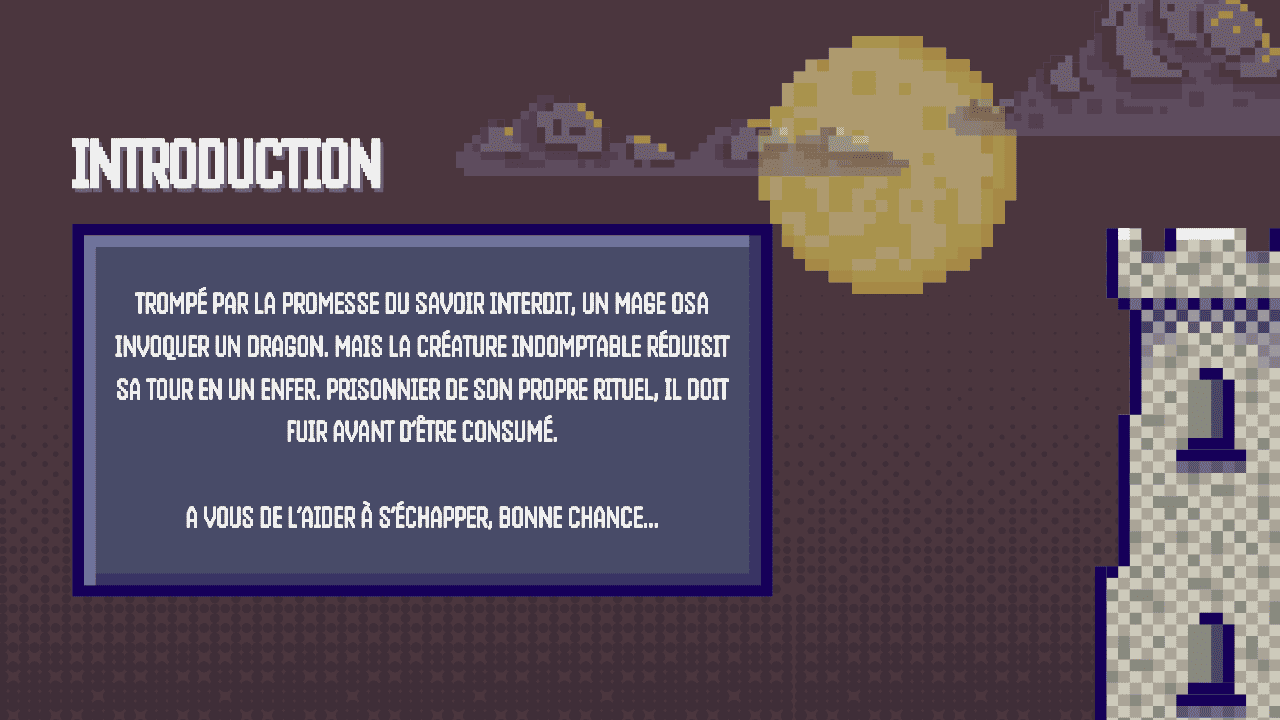 INTRODUCTION
TROMPÉ PAR LA PROMESSE DU SAVOIR INTERDIT, UN MAGE OSA
INVOQUER UN DRAGON. MAIS LA CRÉATURE INDOMPTABLE RÉDUISIT
SA TOUR EN UN ENFER. PRISONNIER DE SON PROPRE RITUEL, IL DOIT
FUIR AVANT D'ÊTRE CONSUMÉ.
A VOUS DE L'AIDER À S'ÉCHAPPER, BONNE CHANCE...